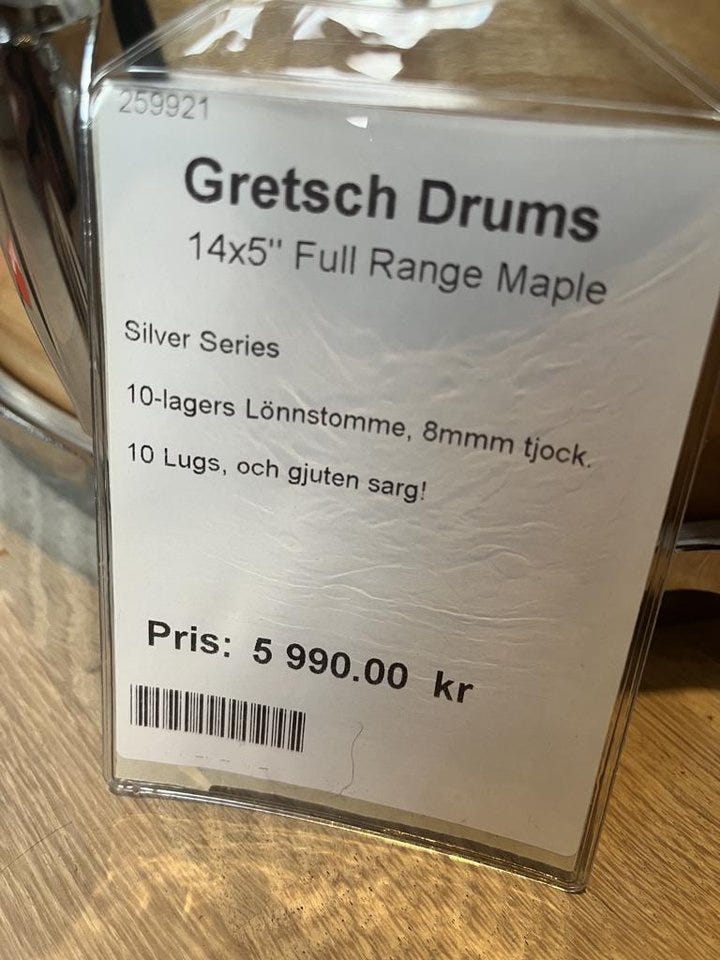 259921
Gretsch Drums
14x5" Full Range Maple
Silver Series
10-lagers Lönnstomme, 8mmm tjock.
10 Lugs, och gjuten sarg!
Pris: 5 990.00 kr